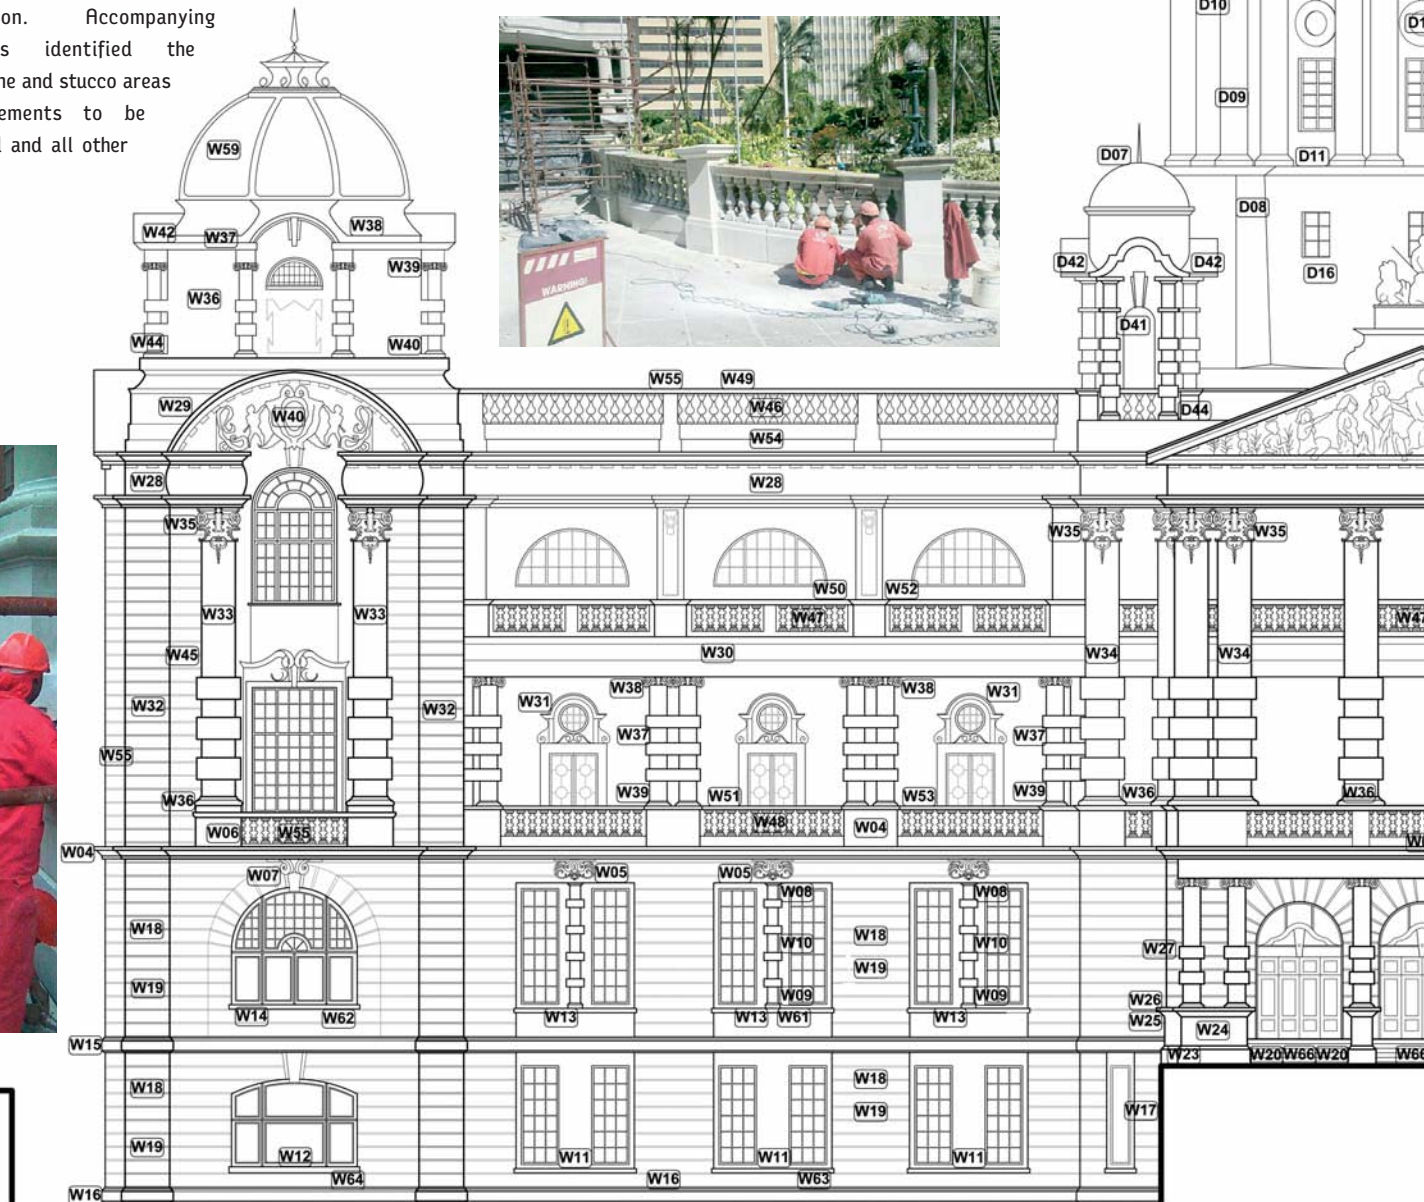 on. Accompanying
s identified the
ne and stucco areas
ements to be
and all other
WARNING!
D10
D09
D07
D11
D08
W59
W42 W37 W38
D42 D42
W39
D16
W36
D41
W44 W40
W55 W49
W29 W40 W46 D44
W54
W28 W28
W35 W35 W35
W50 W52
W33 W33 W47 W47
W45 W30 W34 W34
W38 W38 W31
W31
W32 W32
W37 W37
W55
W36 W39 W51 W53 W39 W36 W36
W06 W55 W48 W04
W04
W07 W05 W05
W08 W08
W18 W18
W10 W10 W27
W19 W19
W09 W09 W26
W14 W62 W13 W13 W61 W13 W25
W24
W15
W23 W20 W66 W20 W66
W18 W18
W19 W17
W19
W12 W11 W11 W11
W64 W16 W63
W16